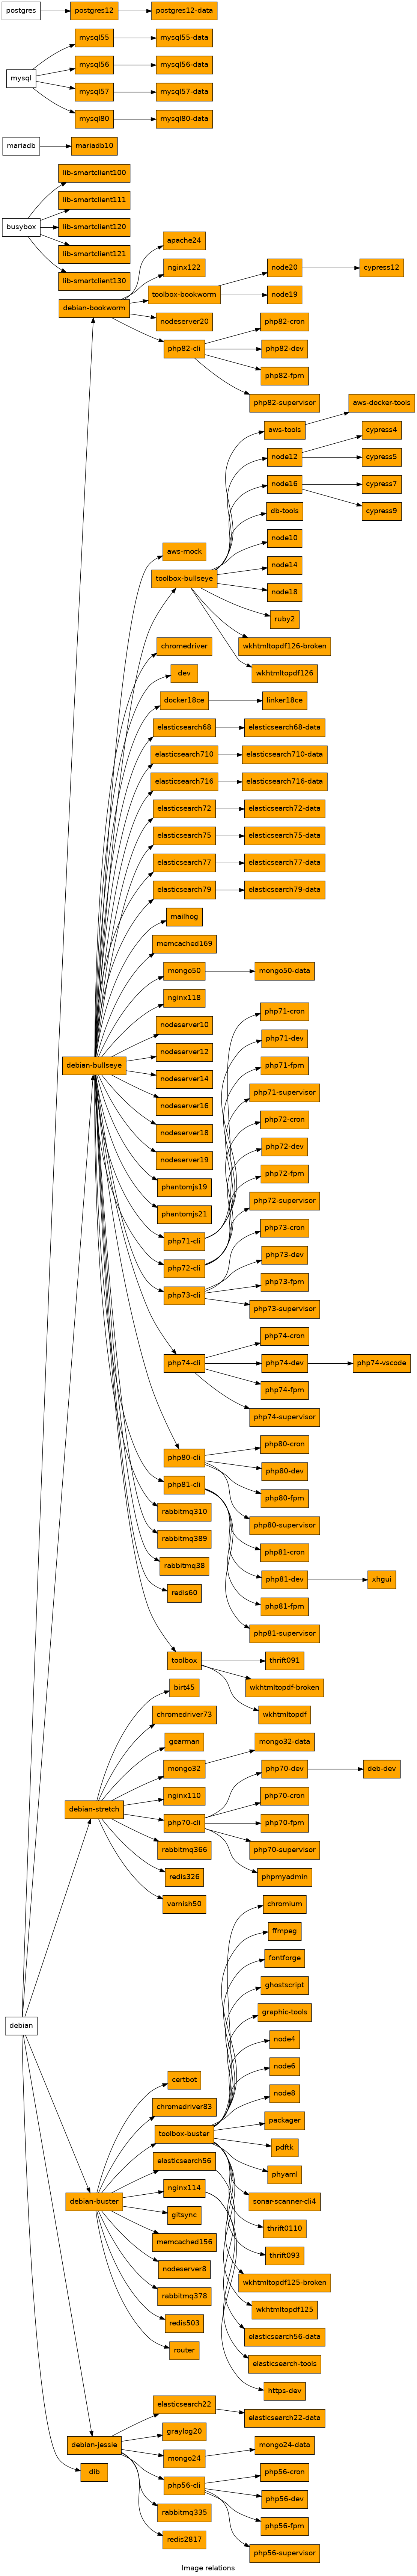 postgres
postgres12
postgres12-data
mysql
mysql55
mysql55-data
mysql56
mysql56-data
mysql57
mysql57-data
mysql80
mysql80-data
mariadb
mariadb10
busybox
lib-smartclient100
lib-smartclient111
lib-smartclient120
lib-smartclient121
lib-smartclient130
debian-bookworm
apache24
nginx122
toolbox-bookworm
node20
cypress12
node19
nodeserver20
php82-cli
php82-cron
php82-dev
php82-fpm
php82-supervisor
aws-tools
aws-docker-tools
node12
cypress4
cypress5
node16
cypress7
cypress9
db-tools
node10
aws-mock
toolbox-bullseye
node14
node18
ruby2
wkhtmltopdf126-broken
wkhtmltopdf126
chromedriver
dev
docker18ce
linker18ce
elasticsearch68
elasticsearch68-data
elasticsearch710
elasticsearch710-data
elasticsearch716
elasticsearch716-data
elasticsearch72
elasticsearch72-data
elasticsearch75
elasticsearch75-data
elasticsearch77
elasticsearch77-data
elasticsearch79
elasticsearch79-data
mailhog
memcached169
mongo50
mongo50-data
nginx118
debian-bullseye
nodeserver10
nodeserver12
nodeserver14
nodeserver16
nodeserver18
nodeserver19
phantomjs19
phantomjs21
php71-cli
php71-cron
php71-dev
php71-fpm
php71-supervisor
php72-cli
php72-cron
php72-dev
php72-fpm
php72-supervisor
php73-cli
php73-cron
php73-dev
php73-fpm
php73-supervisor
php74-cli
php74-cron
php74-dev
php74-vscode
php74-fpm
php74-supervisor
php80-cli
php80-cron
php80-dev
php80-fpm
php80-supervisor
php81-cli
php81-cron
php81-dev
xhgui
php81-fpm
php81-supervisor
rabbitmq310
rabbitmq389
rabbitmq38
redis60
toolbox
thrift091
wkhtmltopdf-broken
wkhtmltopdf
debian-stretch
birt45
chromedriver73
gearman
mongo32
mongo32-data
nginx110
php70-cli
php70-dev
deb-dev
php70-cron
php70-fpm
php70-supervisor
phpmyadmin
rabbitmq366
redis326
varnish50
debian
debian-buster
certbot
chromedriver83
toolbox-buster
chromium
ffmpeg
fontforge
ghostscript
graphic-tools
node4
node6
node8
packager
pdftk
phyaml
sonar-scanner-cli4
thrift0110
thrift093
wkhtmltopdf125-broken
wkhtmltopdf125
elasticsearch56
elasticsearch56-data
elasticsearch-tools
nginx114
https-dev
gitsync
memcached156
nodeserver8
rabbitmq378
redis503
router
debian-jessie
elasticsearch22
elasticsearch22-data
graylog20
mongo24
mongo24-data
php56-cli
php56-cron
php56-dev
php56-fpm
php56-supervisor
rabbitmq335
redis2817
dib
Image relations